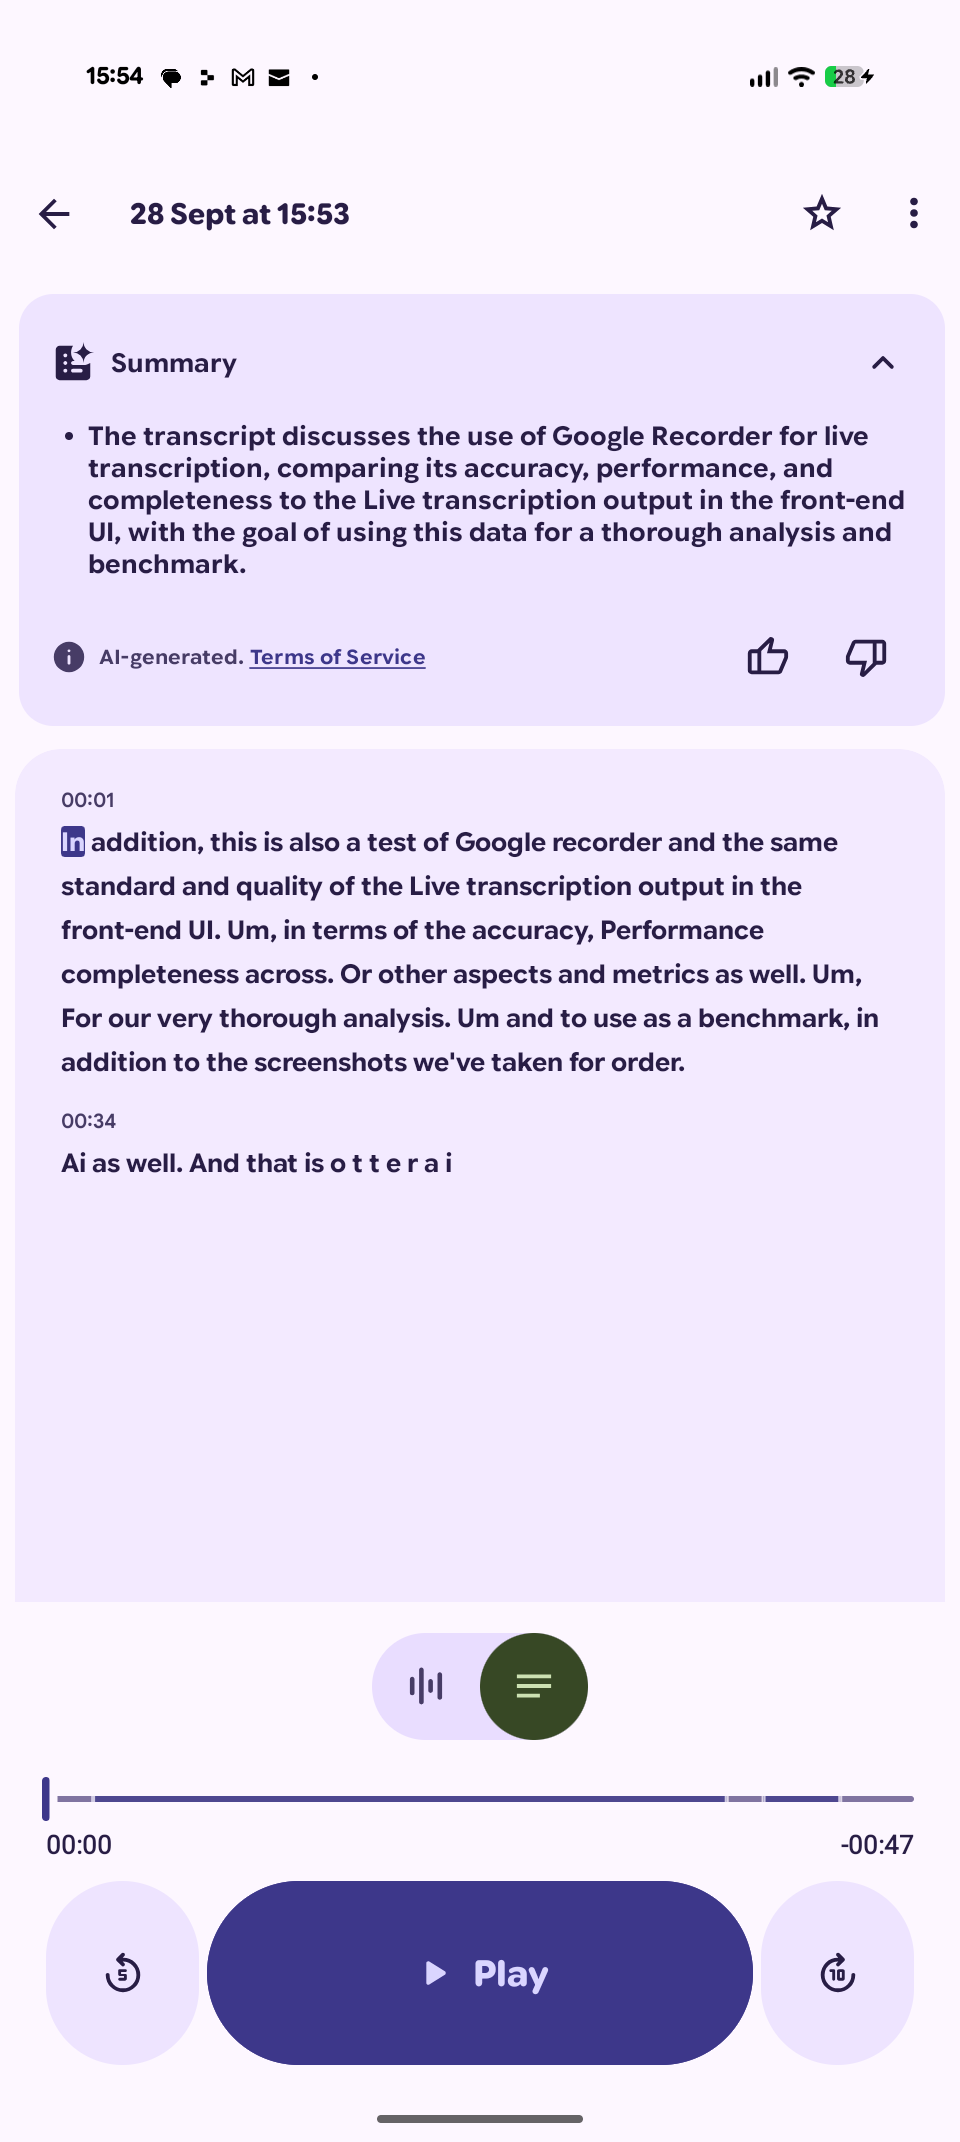 15:54
28
28 Sept at 15:53
Summary
• The transcript discusses the use of Google Recorder for live
transcription, comparing its accuracy, performance, and
completeness to the Live transcription output in the front-end
UI, with the goal of using this data for a thorough analysis and
benchmark.
AI-generated. Terms of Service
00:01
In addition, this is also a test of Google recorder and the same
standard and quality of the Live transcription output in the
front-end UI. Um, in terms of the accuracy, Performance
completeness across. Or other aspects and metrics as well. Um,
For our very thorough analysis. Um and to use as a benchmark, in
addition to the screenshots we've taken for order.
00:34
Ai as well. And that is o t t e r a i
00:00
-00:47
5
Play
10